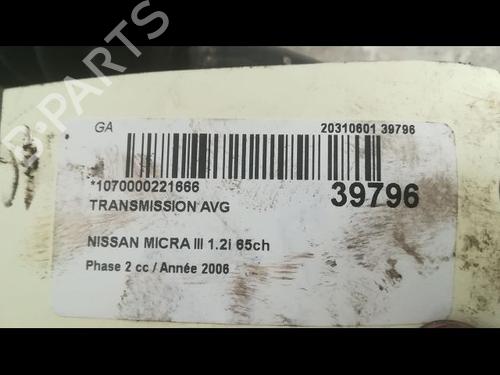 B-PARTS
GA
20310601 39796
*1070000221666
39796
TRANSMISSION AVG
NISSAN MICRA III 1.2i 65ch
Phase 2 cc / Année 2006